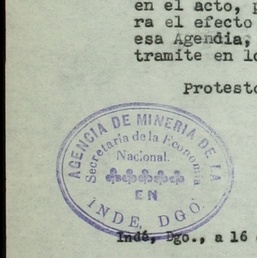 en el acto,
ra el efecto
esa Agendia,
tramite en
Protesto
AGENCIA DE MINERIA DE LA
Secretaria de la Economia
Nacional.
EN
INDE, DGO.
Indé, Dgo., a 16